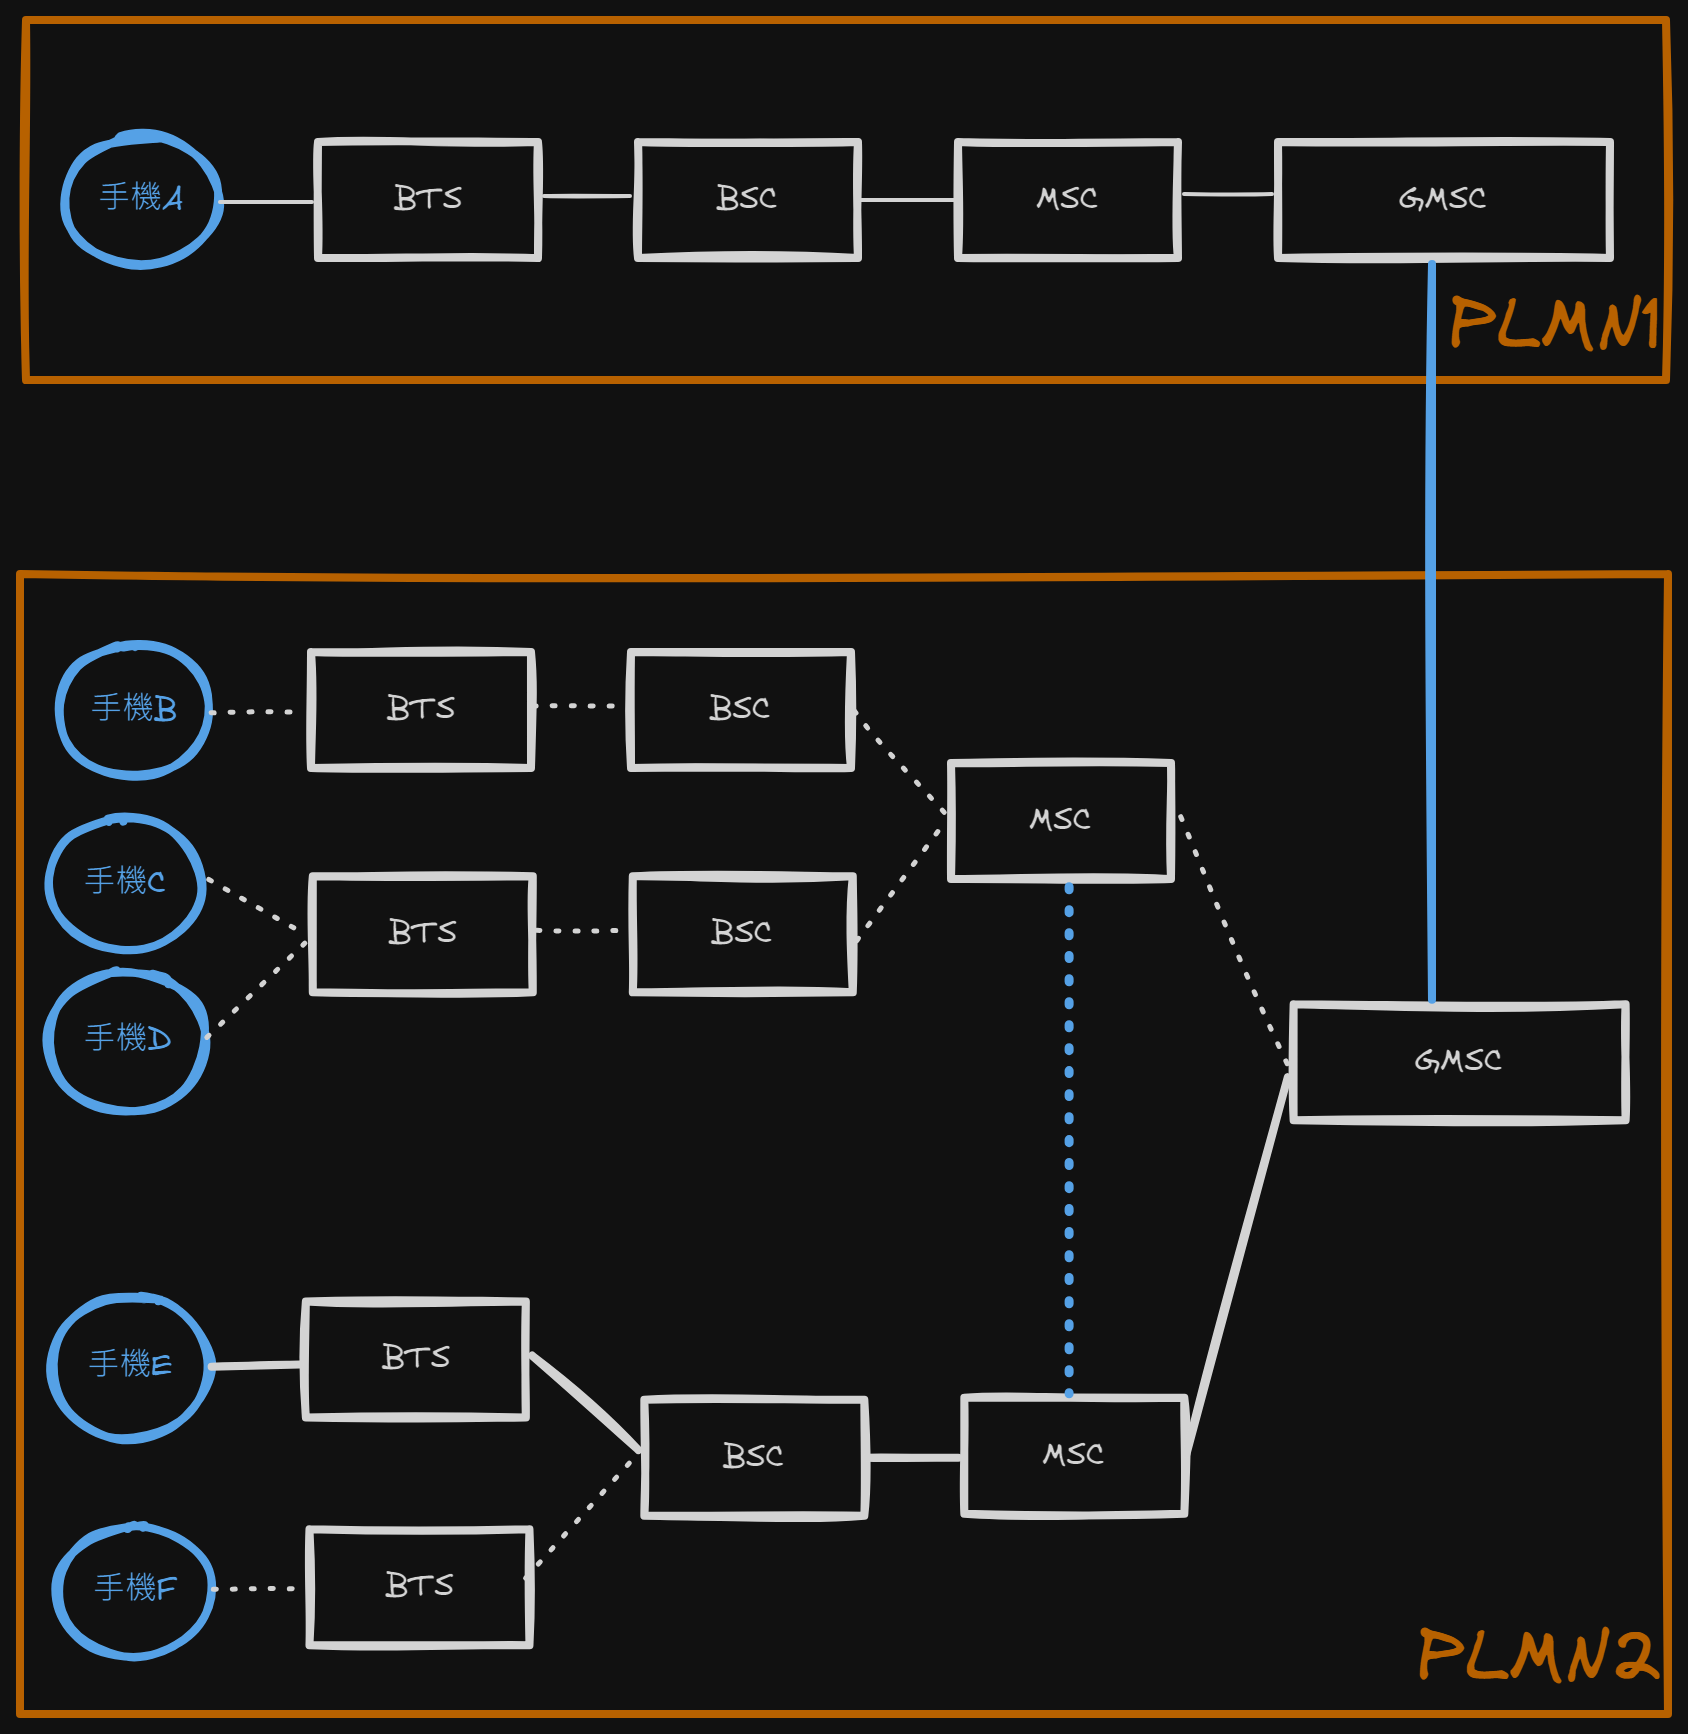 手機A
BTS
BSC
MSC
GMSC
PLMN1
手機B
BTS
BSC
MSC
手機C
手機D
BTS
BSC
GMSC
手機E
BTS
BSC
MSC
手機F
BTS
PLMN2